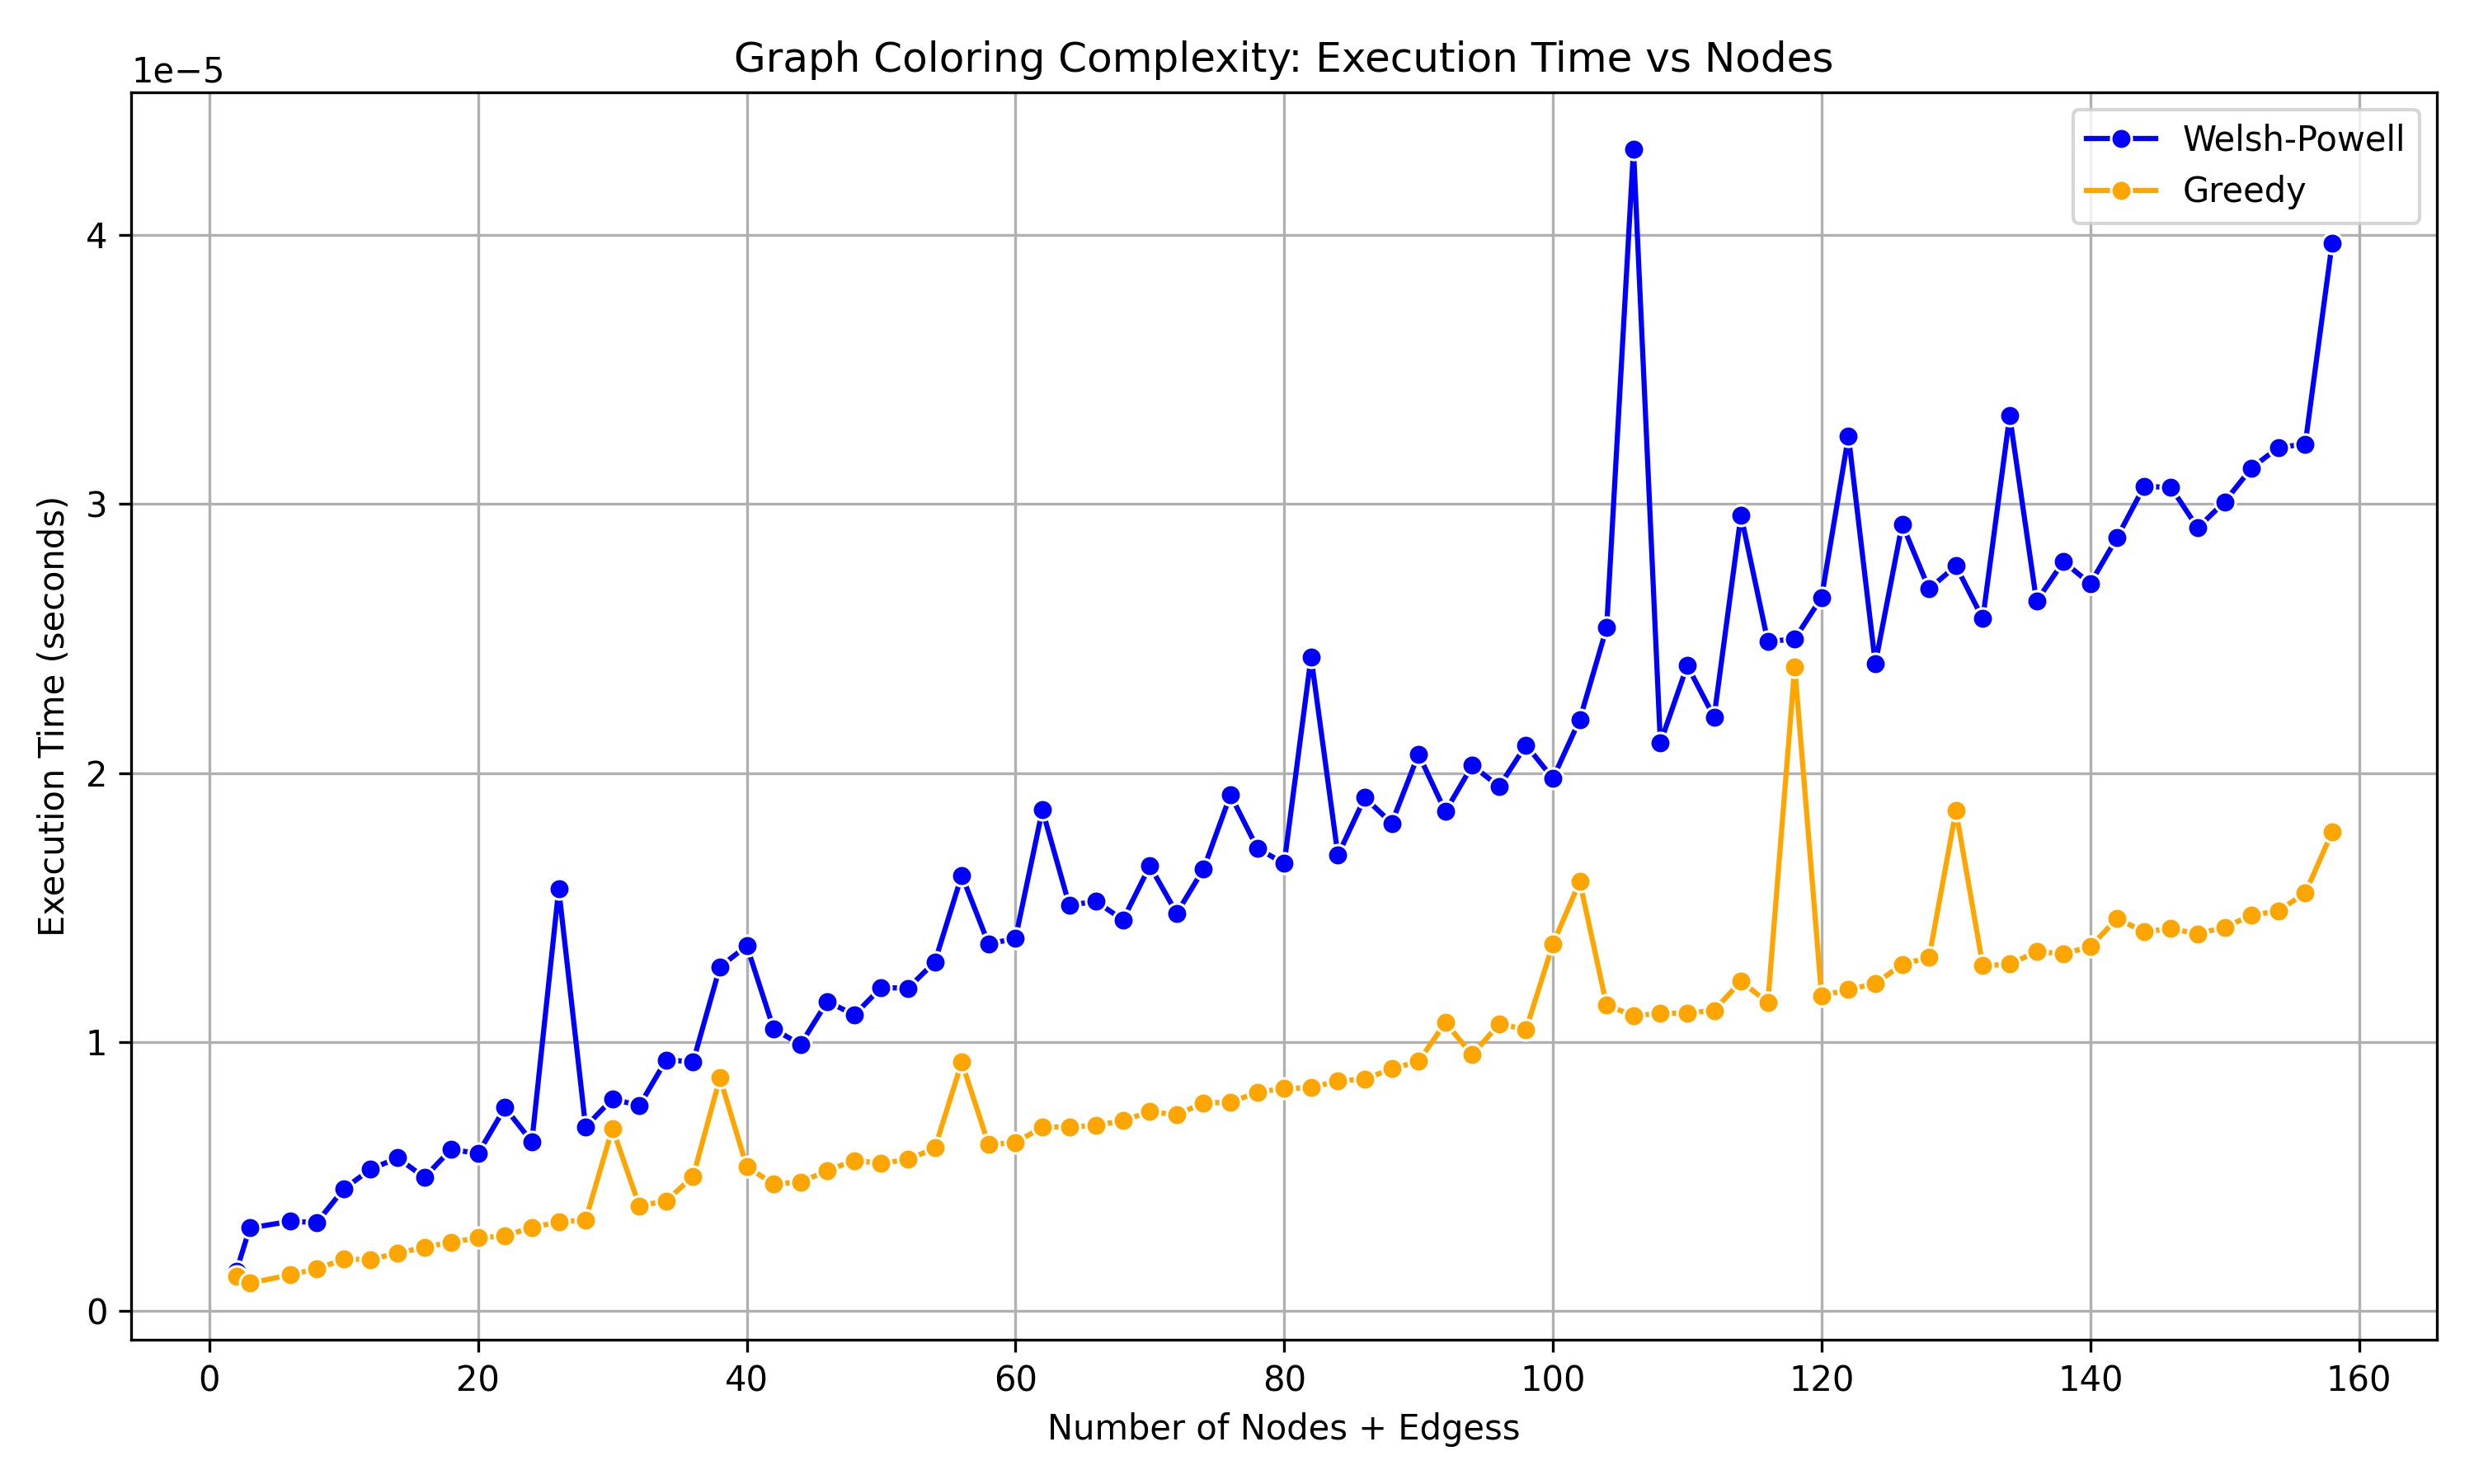 Graph Coloring Complexity: Execution Time vs Nodes
1e−5
Welsh-Powell
Greedy
Execution Time (seconds)
4
3
2
1
0
0 20 40 60 80 100 120 140 160
Number of Nodes + Edgess